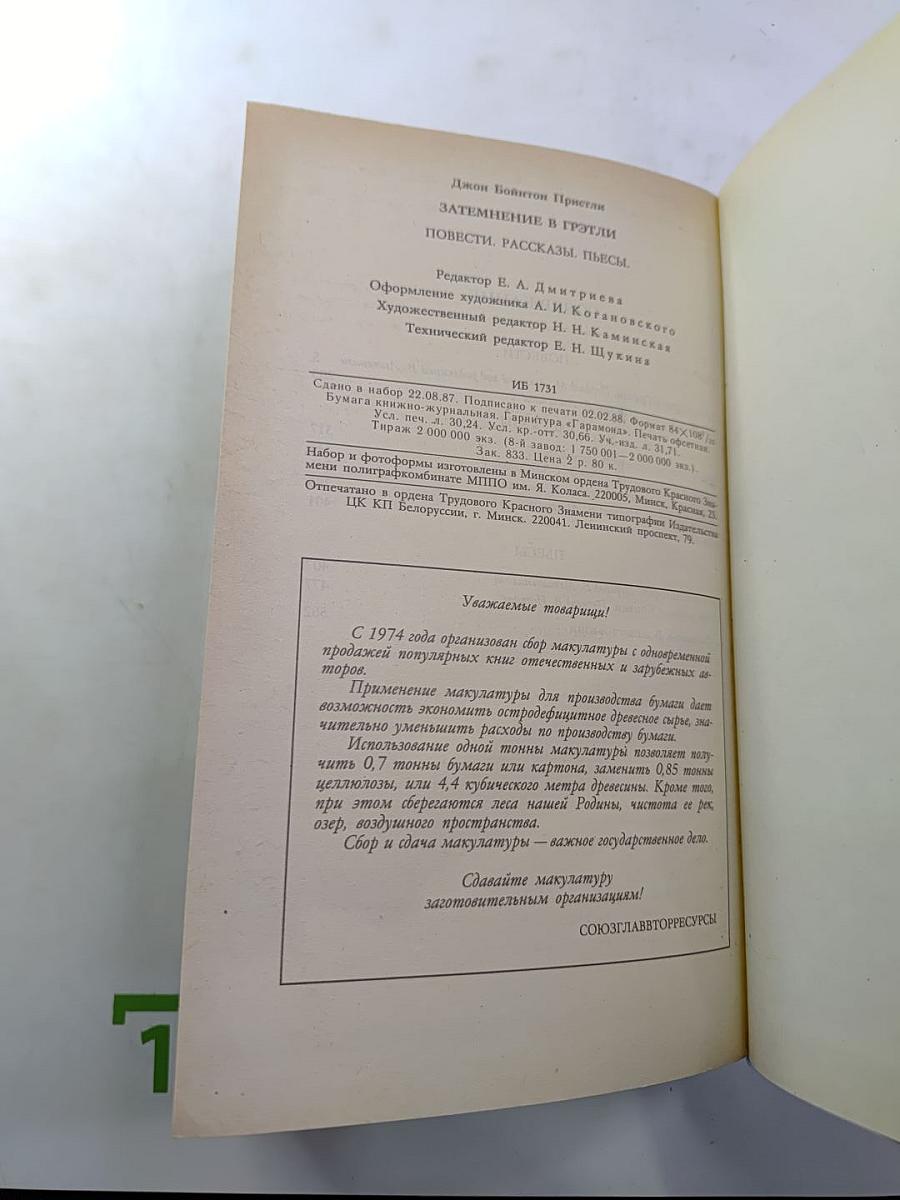 Джон Бойнтон Пристли
ЗАТЕМНЕНИЕ В ГРЭТЛИ
ПОВЕСТИ. РАССКАЗЫ. ПЬЕСЫ.
Редактор Е. А. Дмитриева
Оформление художника А. И. Когановского
Художественный редактор Н. Н. Каминская
Технический редактор Е. Н. Щукина
ИБ 1731
Сдано в набор 22.08.87. Подписано к печати 02.02.88. Формат 84×108¹/₃₂.
Бумага книжно-журнальная. Гарнитура «Гарамонд». Печать офсетная.
Усл. печ. л. 30,24. Усл. кр.-отт. 30,66. Уч.-изд. л. 31,71.
Тираж 2 000 000 экз. (8-й завод: 1 750 001—2 000 000 экз.).
Зак. 833. Цена 2 р. 80 к.
Набор и фотоформы изготовлены в Минском ордена Трудового Красного Зна-
мени полиграфкомбинате МППО им. Я. Коласа. 220005, Минск, Красная, 23.
Отпечатано в ордена Трудового Красного Знамени типографии Издательства
ЦК КП Белоруссии, г. Минск. 220041. Ленинский проспект, 79.
Уважаемые товарищи!
С 1974 года организован сбор макулатуры с одновременной
продажей популярных книг отечественных и зарубежных ав-
торов.
Применение макулатуры для производства бумаги дает
возможность экономить остродефицитное древесное сырье, зна-
чительно уменьшить расходы по производству бумаги.
Использование одной тонны макулатуры позволяет полу-
чить 0,7 тонны бумаги или картона, заменить 0,85 тонны
целлюлозы, или 4,4 кубического метра древесины. Кроме того,
при этом сберегаются леса нашей Родины, чистота ее рек,
озер, воздушного пространства.
Сбор и сдача макулатуры — важное государственное дело.
Сдавайте макулатуру
заготовительным организациям!
СОЮЗГЛАВВТОРРЕСУРСЫ
1